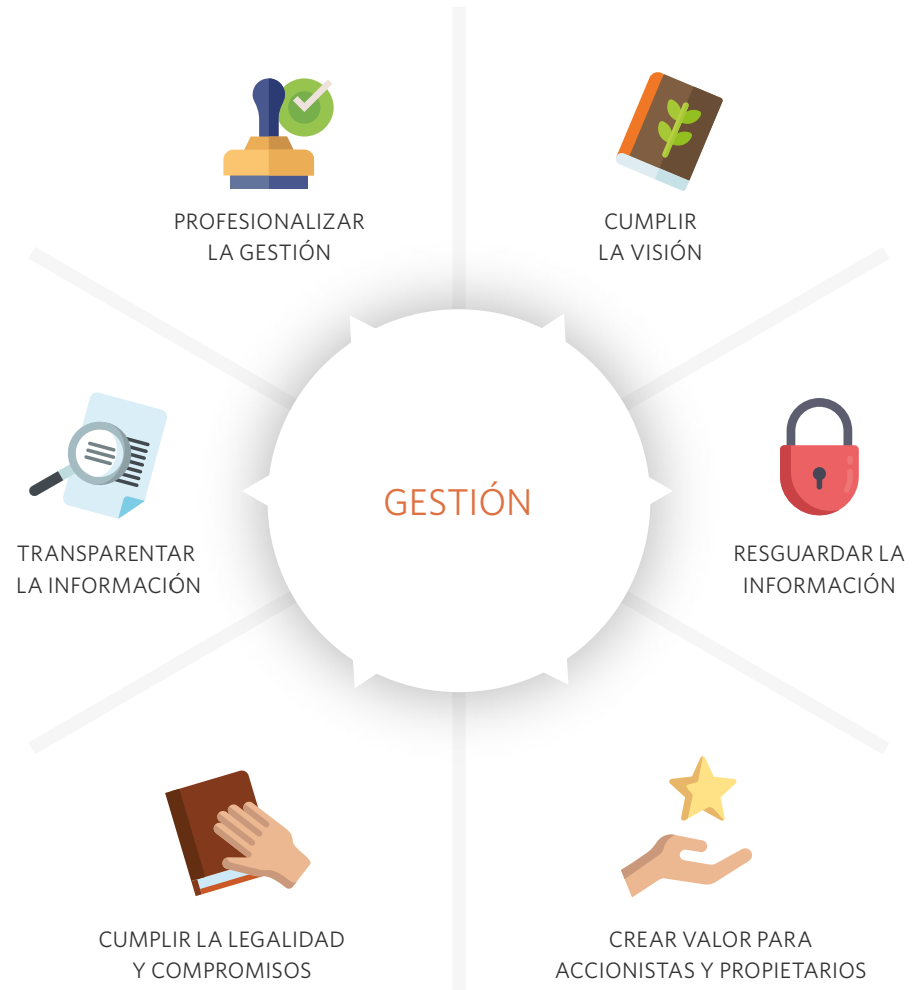 PROFESIONALIZAR
LA GESTIÓN
CUMPLIR
LA VISIÓN
TRANSPARENTAR
LA INFORMACIÓN
GESTIÓN
RESGUARDAR LA
INFORMACIÓN
CUMPLIR LA LEGALIDAD
Y COMPROMISOS
CREAR VALOR PARA
ACCIONISTAS Y PROPIETARIOS